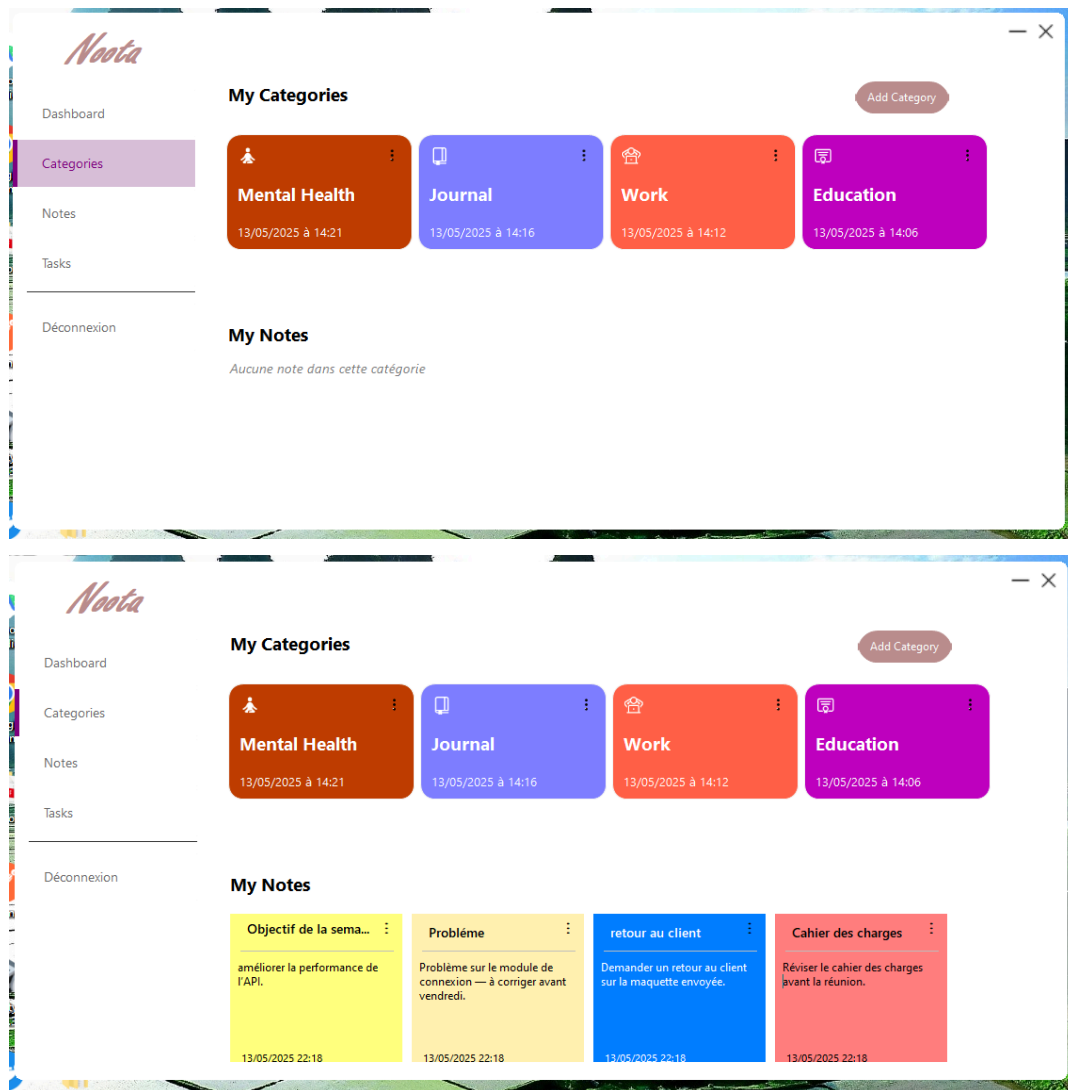 Noota
My Categories
Add Category
Dashboard
Categories
Notes
Tasks
Déconnexion
Mental Health
13/05/2025 à 14:21
Journal
13/05/2025 à 14:16
Work
13/05/2025 à 14:12
Education
13/05/2025 à 14:06
My Notes
Aucune note dans cette catégorie
Noota
My Categories
Add Category
Dashboard
Categories
Notes
Tasks
Déconnexion
Mental Health
13/05/2025 à 14:21
Journal
13/05/2025 à 14:16
Work
13/05/2025 à 14:12
Education
13/05/2025 à 14:06
My Notes
Objectif de la sema...
améliorer la performance de
l'API.
13/05/2025 22:18
Probléme
Problème sur le module de
connexion — à corriger avant
vendredi.
13/05/2025 22:18
retour au client
Demander un retour au client
sur la maquette envoyée.
13/05/2025 22:18
Cahier des charges
Réviser le cahier des charges
avant la réunion.
13/05/2025 22:18